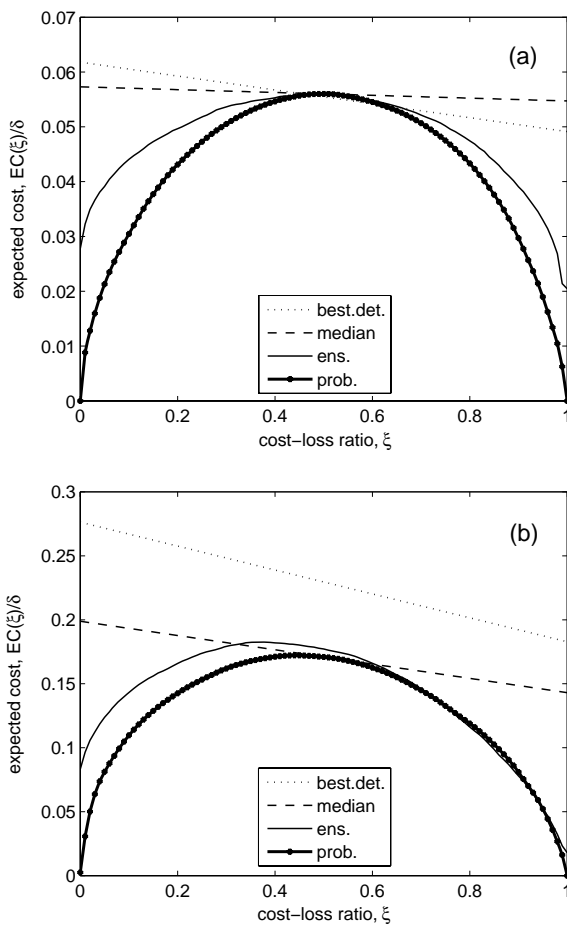 0.07
0.06
0.05
0.04
0.03
0.02
0.01
0
expected cost, EC(ξ)/δ
(a)
best.det.
median
ens.
prob.
0 0.2 0.4 0.6 0.8 1
cost−loss ratio, ξ
0.3
0.25
0.2
0.15
0.1
0.05
0
expected cost, EC(ξ)/δ
(b)
best.det.
median
ens.
prob.
0 0.2 0.4 0.6 0.8 1
cost−loss ratio, ξ